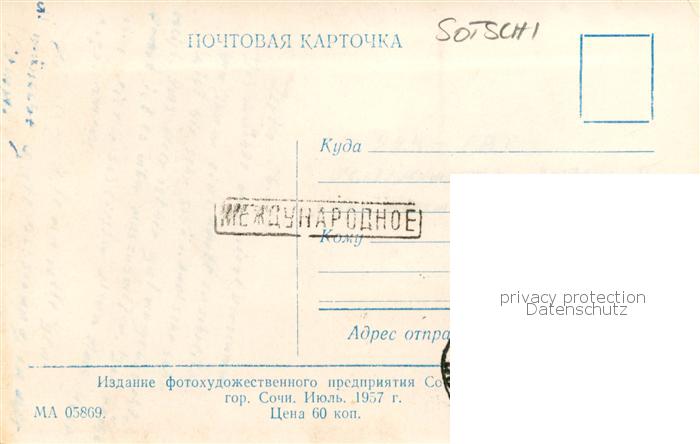 SOTSCHI
ПОЧТОВАЯ КАРТОЧКА
Куда
МЕЖДУНАРОДНОЕ
Кому
privacy protection
Datenschutz
Адрес отпра
Издание фотохудожественного предприятия Со
гор. Сочи. Июль. 1957 г.
МА 05869.
Цена 60 коп.